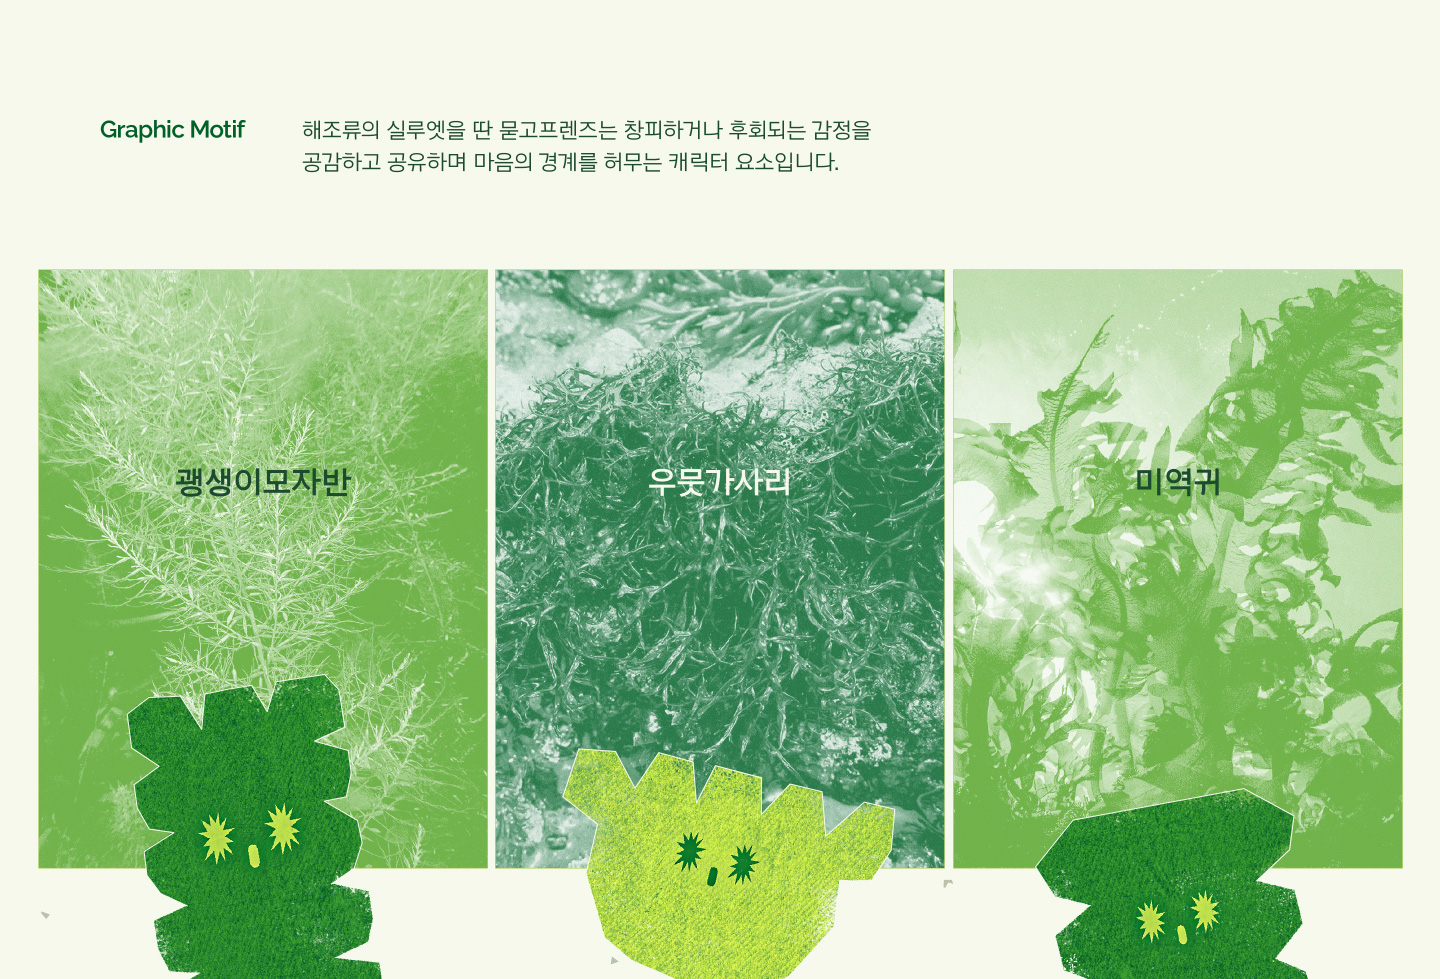 Graphic Motif
해조류의 실루엣을 딴 묻고프렌즈는 창피하거나 후회되는 감정을
공감하고 공유하며 마음의 경계를 허무는 캐릭터 요소입니다.
괭생이모자반
우뭇가사리
미역귀